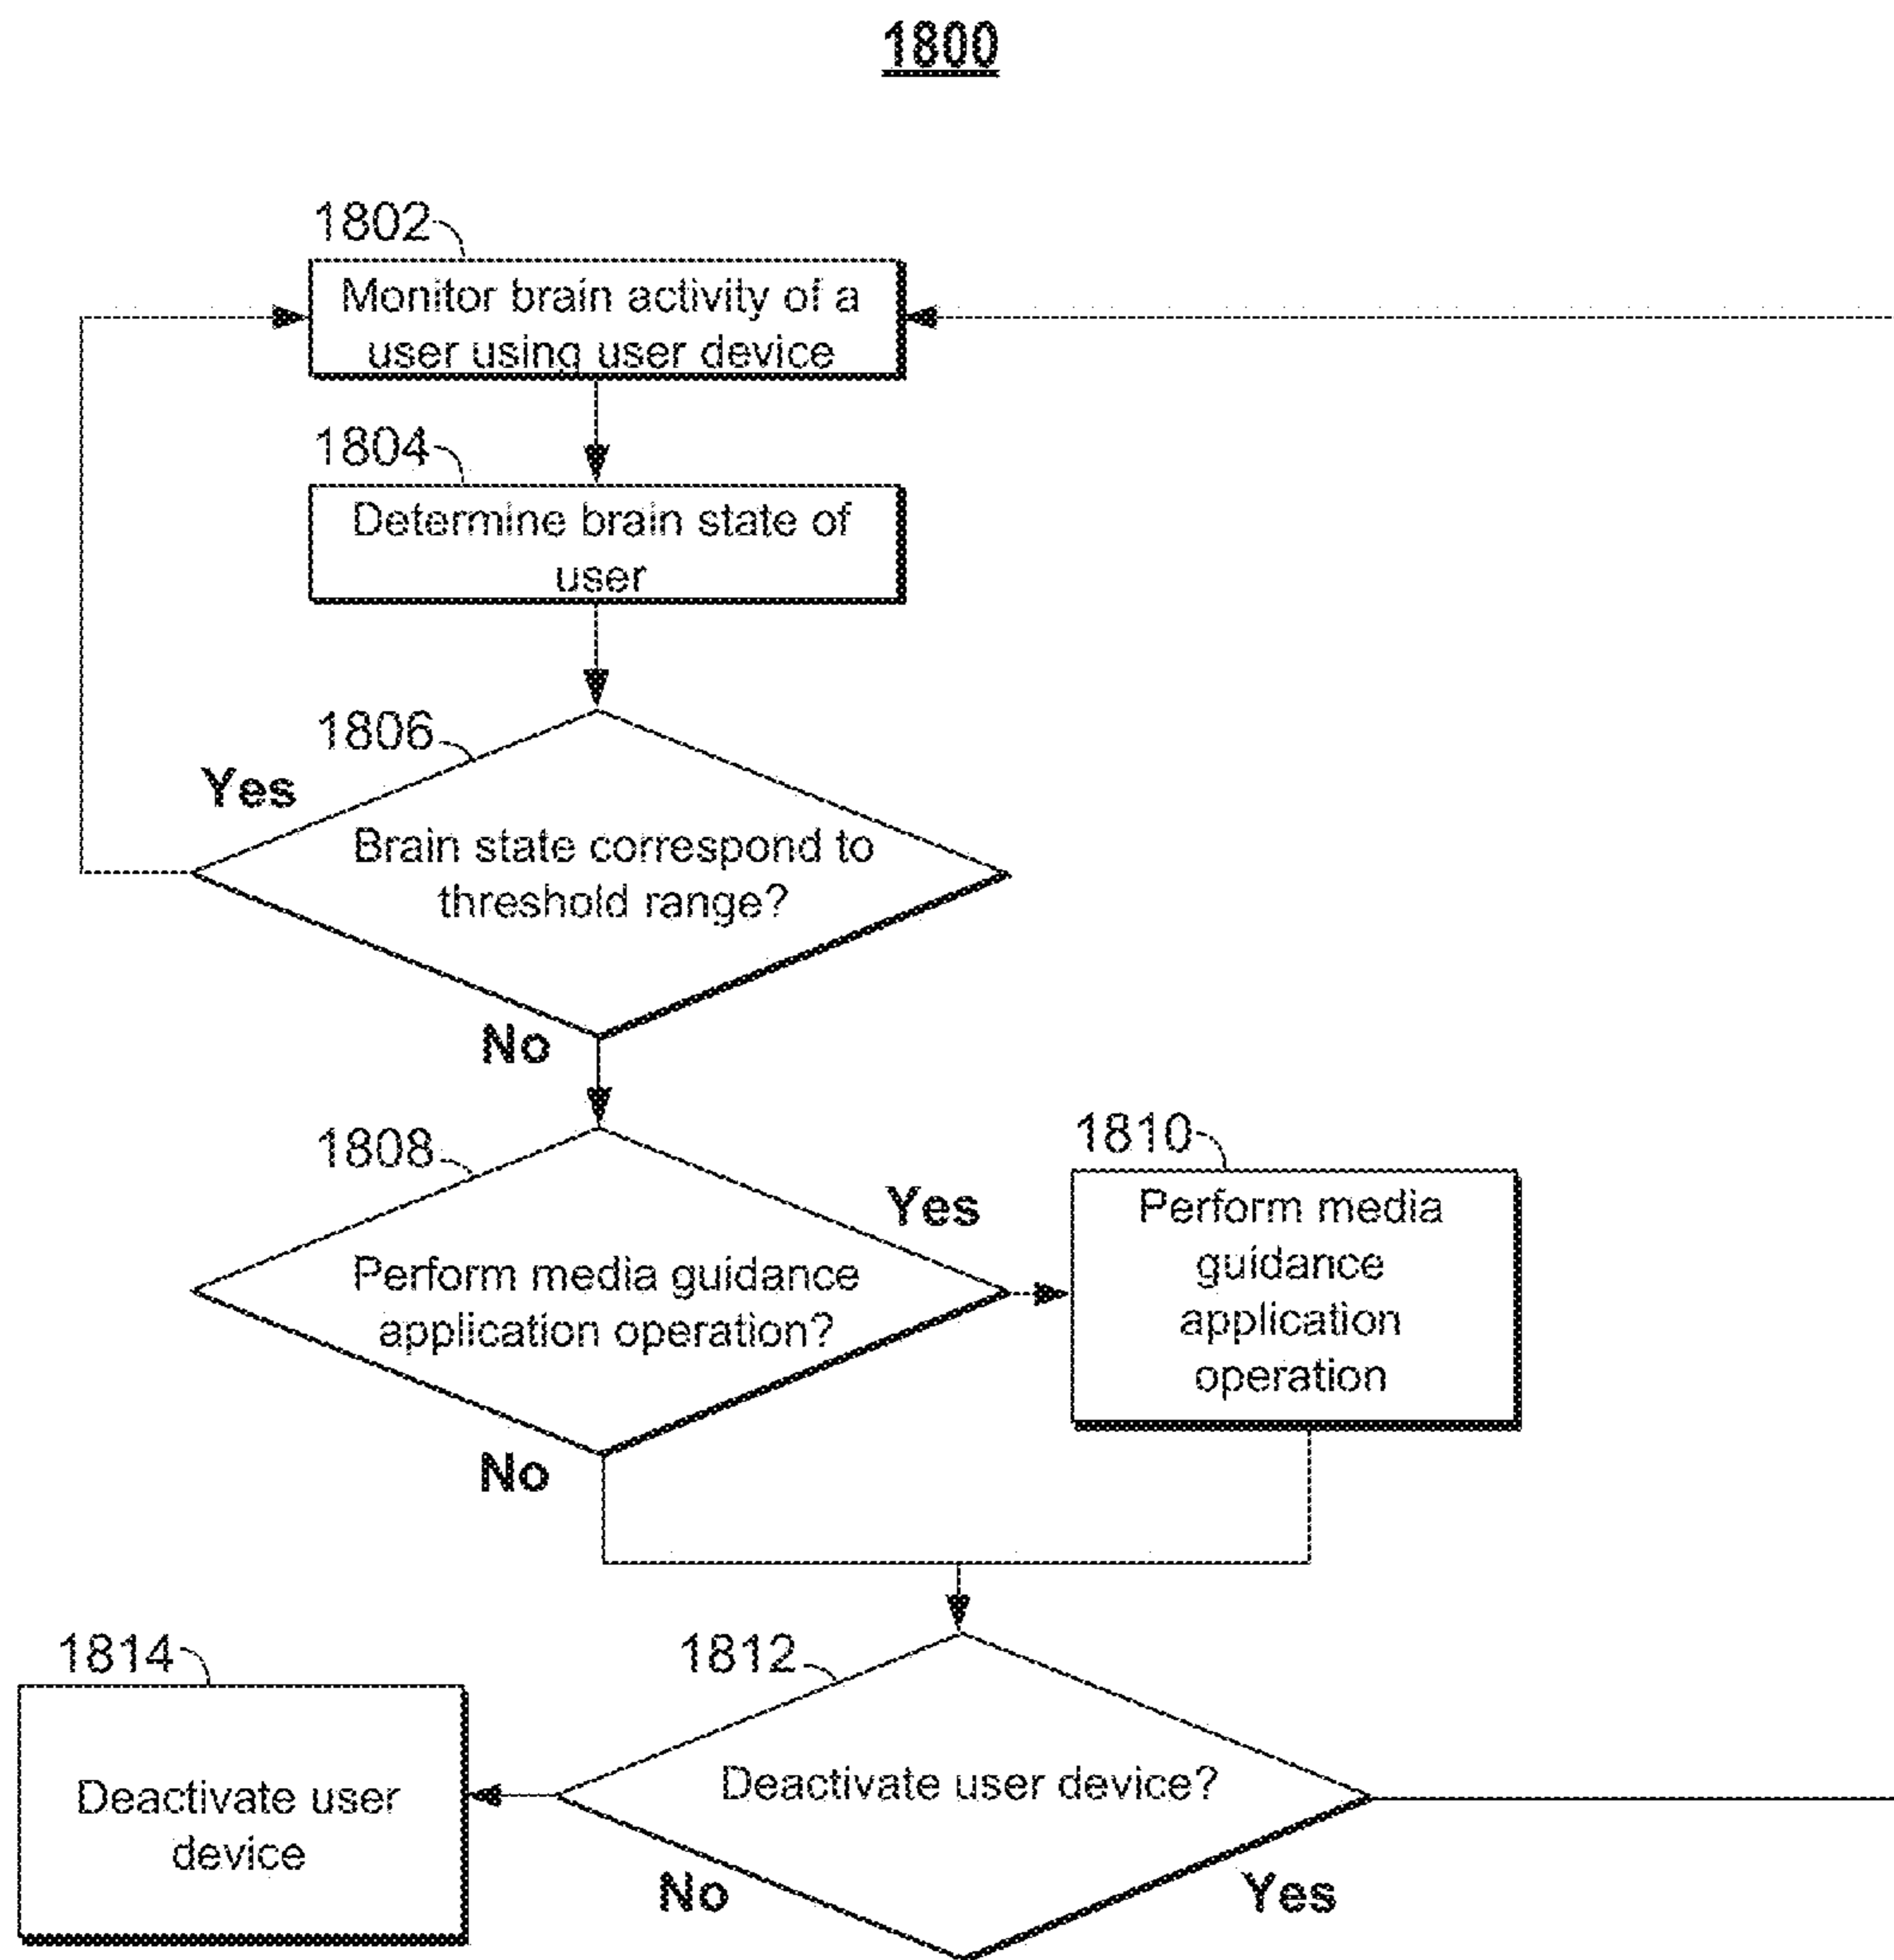 1800
1802
Monitor brain activity of a
user using user device
1804
Determine brain state of
user
1806
Yes
Brain state correspond to
threshold range?
No
1808
Yes
Perform media guidance
application operation?
No
1810
Perform media
guidance
application
operation
1812
Deactivate user device?
No
Yes
1814
Deactivate user
device